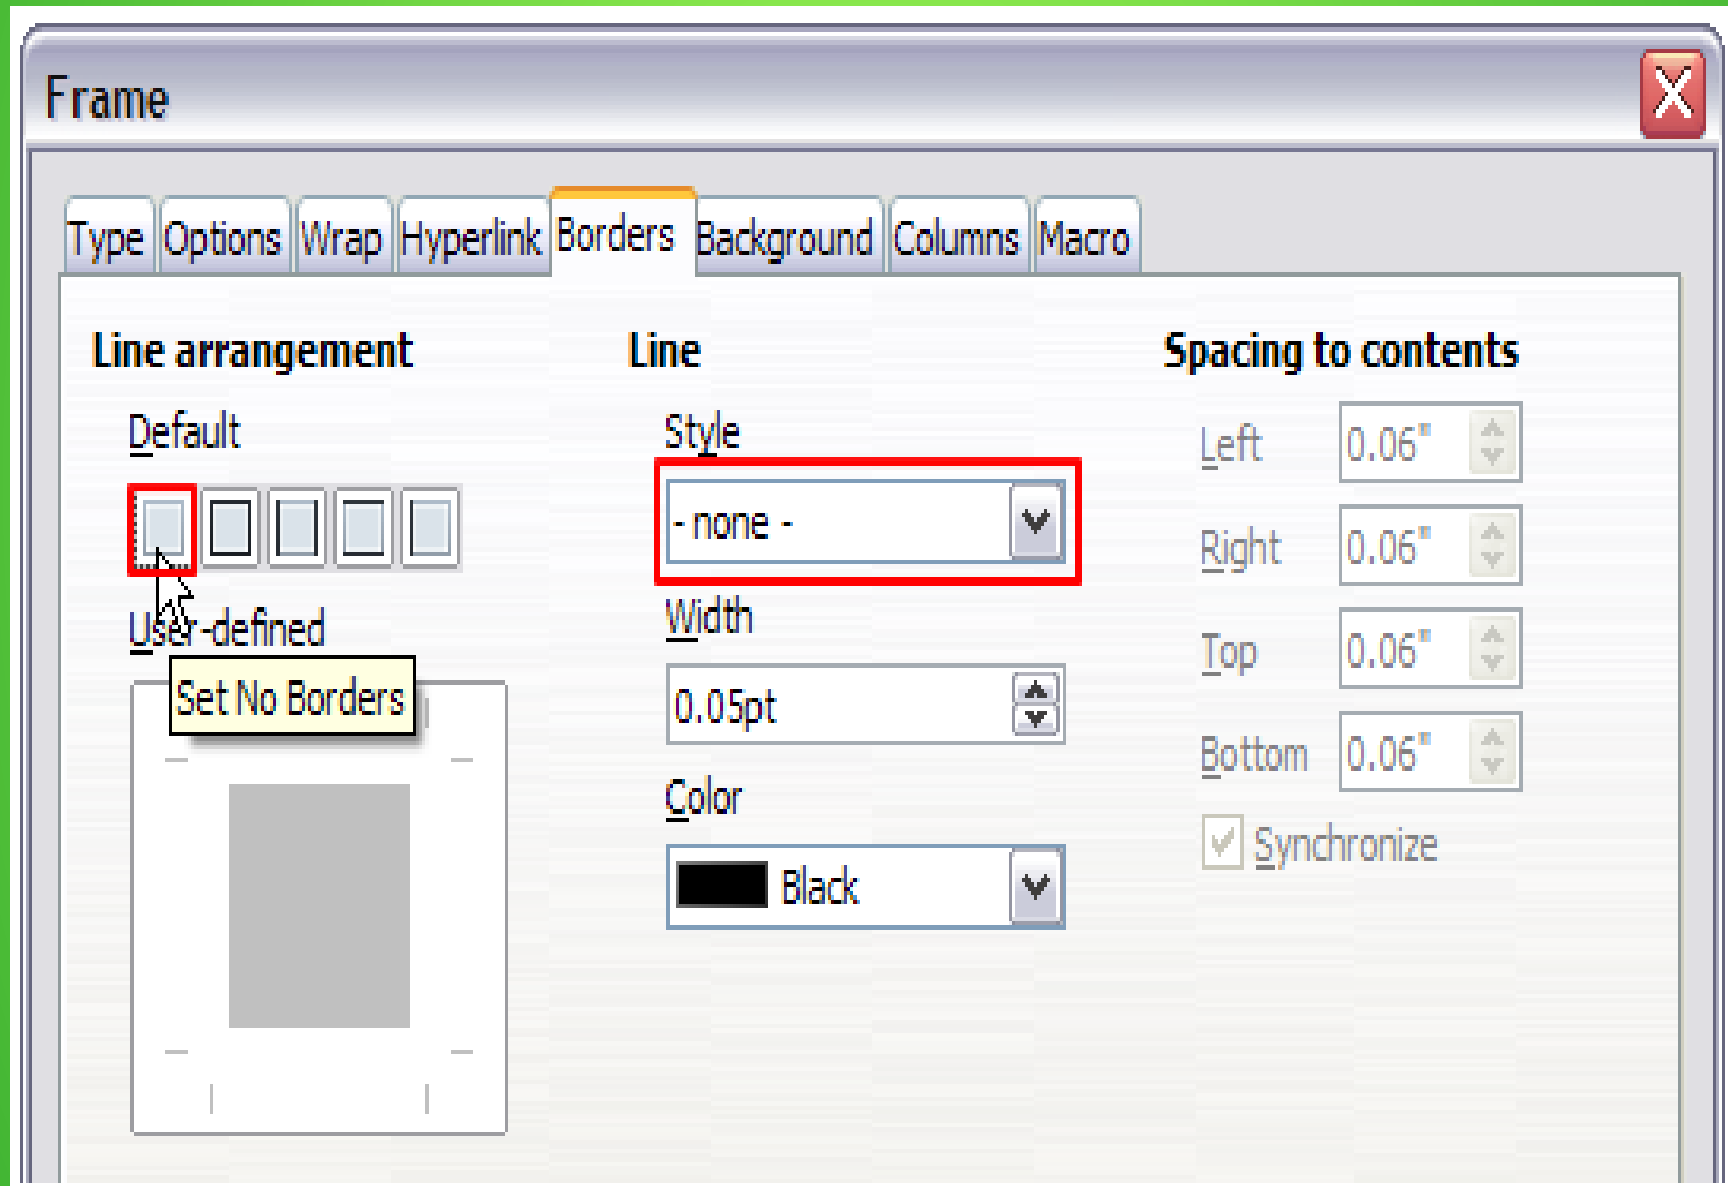 Frame
Type Options Wrap Hyperlink Borders Background Columns Macro
Line arrangement
Default
User-defined
Set No Borders
Line
Style
- none -
Width
0.05pt
Color
Black
Spacing to contents
Left 0.06"
Right 0.06"
Top 0.06"
Bottom 0.06"
Synchronize